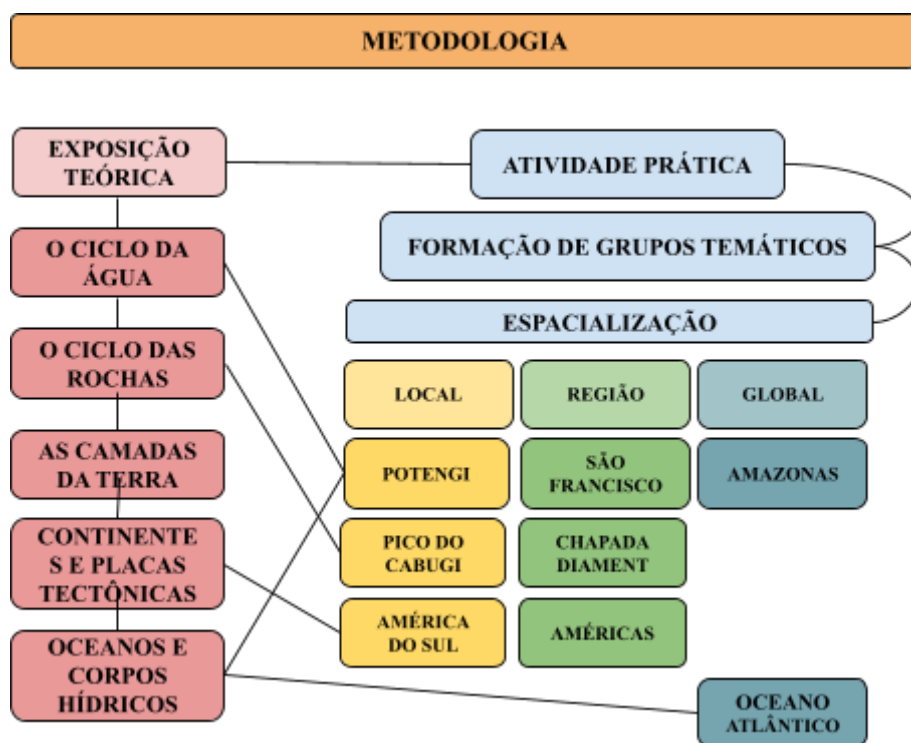 METODOLOGIA
EXPOSIÇÃO
TEÓRICA
ATIVIDADE PRÁTICA
O CICLO DA
ÁGUA
FORMAÇÃO DE GRUPOS TEMÁTICOS
ESPACIALIZAÇÃO
O CICLO DAS
ROCHAS
LOCAL
REGIÃO
GLOBAL
AS CAMADAS
DA TERRA
POTENGI
SÃO
FRANCISCO
AMAZONAS
CONTINENTE
S E PLACAS
TECTÔNICAS
PICO DO
CABUGI
CHAPADA
DIAMENT
AMÉRICA
DO SUL
AMÉRICAS
OCEANOS E
CORPOS
HÍDRICOS
OCEANO
ATLÂNTICO